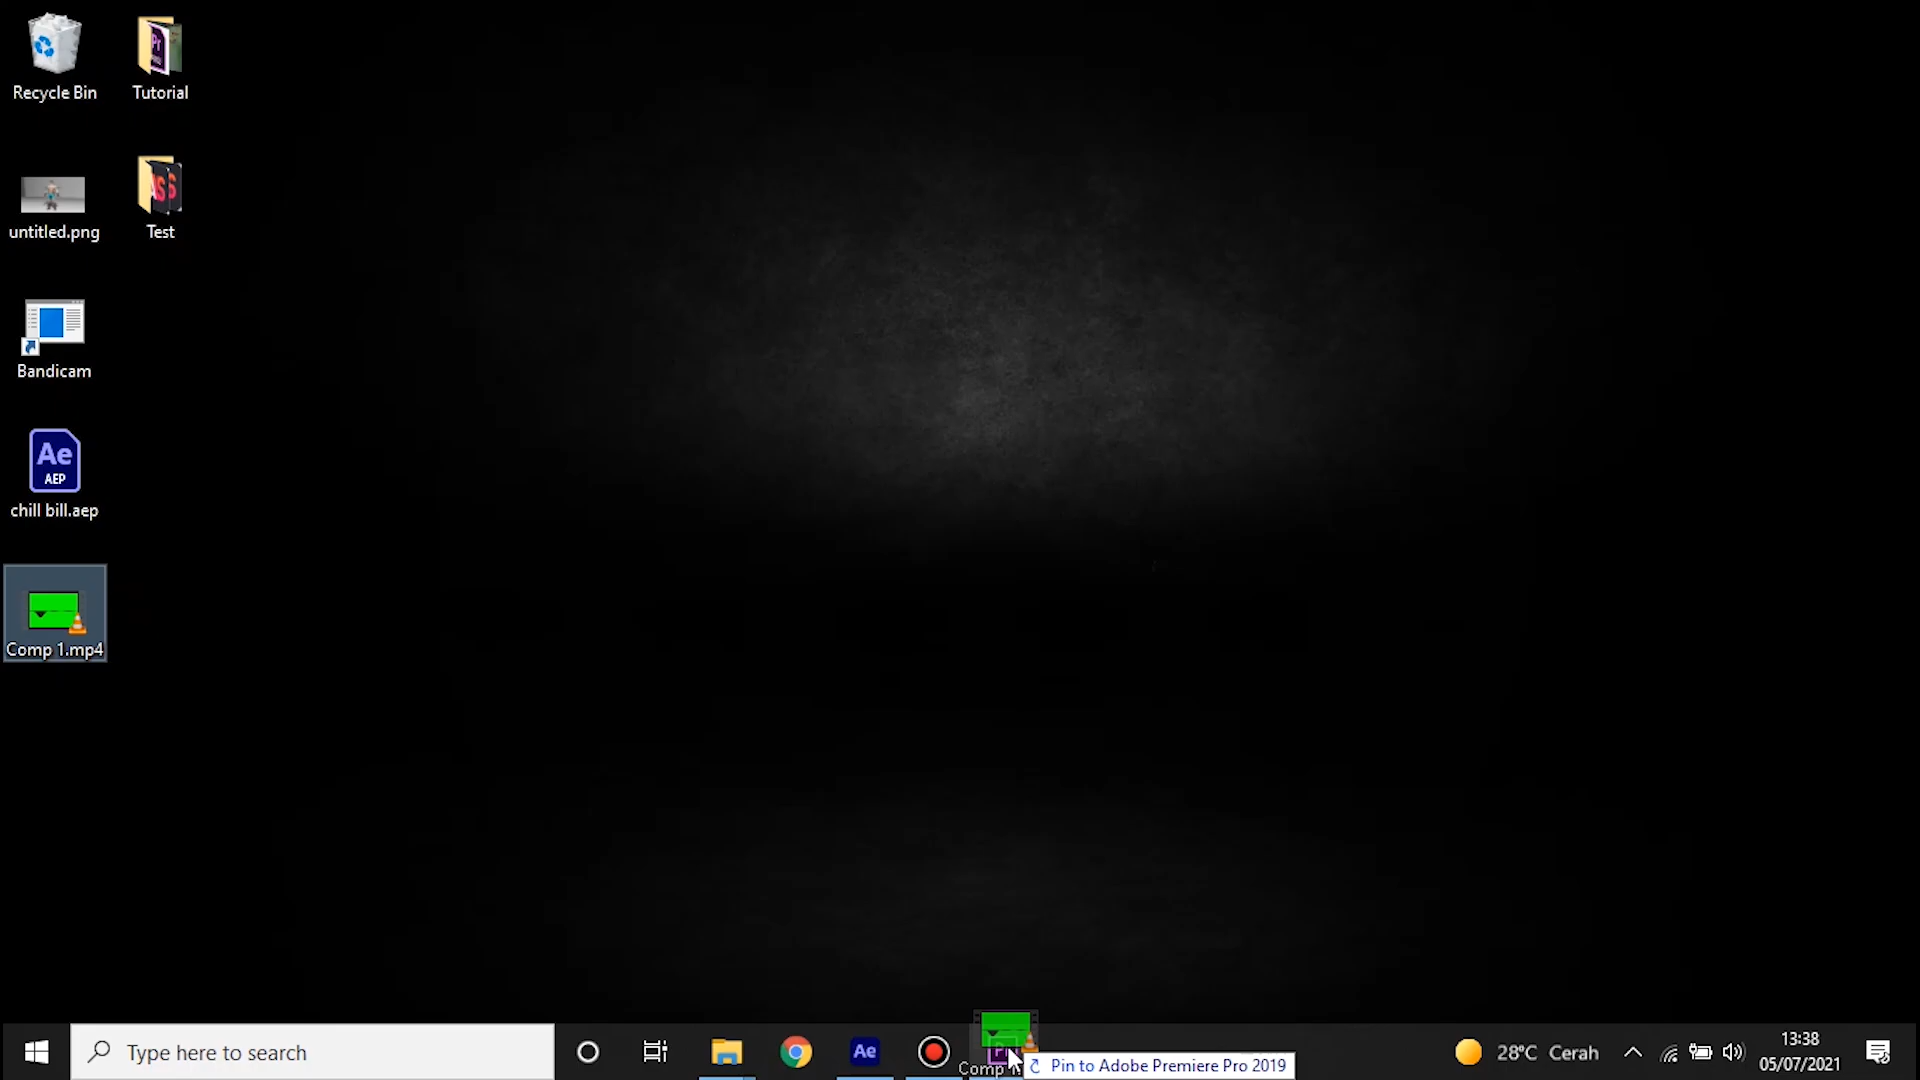 Recycle Bin
Tutorial
untitled.png
Test
Bandicam
Ae
AEP
chill bill.aep
Comp 1.mp4
Type here to search
Ae
Comp 1.
Pin to Adobe Premiere Pro 2019
28°C Cerah
13:38
05/07/2021